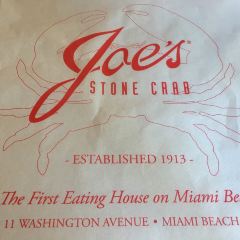 Joe's
STONE CRAB
- ESTABLISHED 1913 -
The First Eating House on Miami Be
11 WASHINGTON AVENUE • MIAMI BEACH